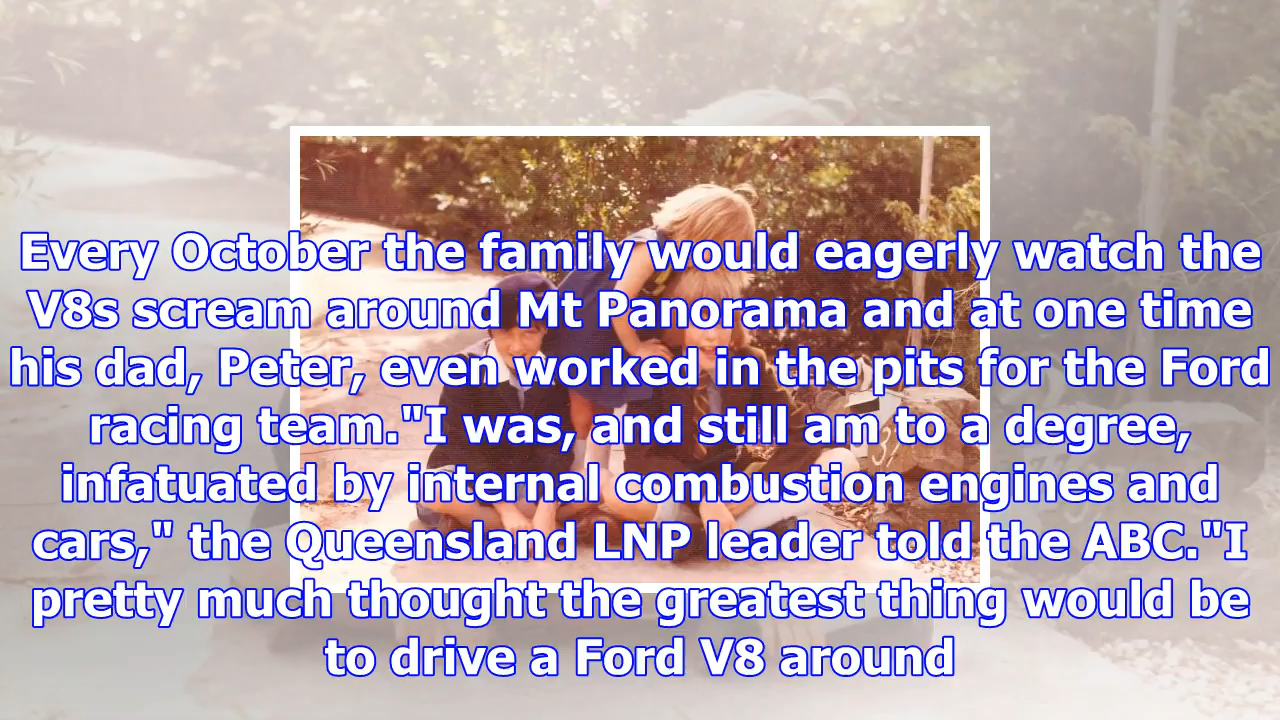 Every October the family would eagerly watch the
V8s scream around Mt Panorama and at one time
his dad, Peter, even worked in the pits for the Ford
racing team."I was, and still am to a degree,
infatuated by internal combustion engines and
cars," the Queensland LNP leader told the ABC."I
pretty much thought the greatest thing would be
to drive a Ford V8 around